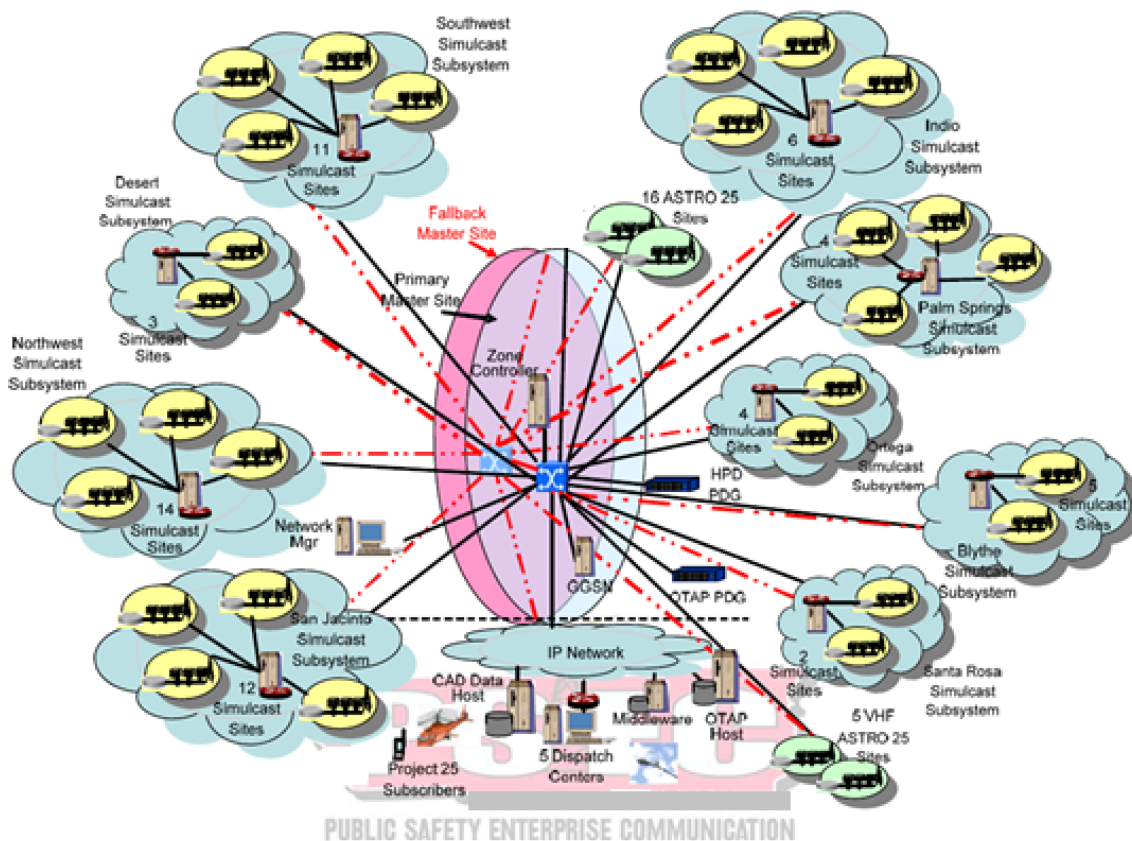 Southwest
Simulcast
Subsystem
11
Simulcast
Sites
6
Simulcast
Sites
Indio
Simulcast
Subsystem
Desert
Simulcast
Subsystem
3
Simulcast
Sites
Fallback
Master Site
Primary
Master Site
16 ASTRO 25
Sites
4
Simulcast
Sites
Palm Springs
Simulcast
Subsystem
Northwest
Simulcast
Subsystem
14
Simulcast
Sites
Zone
Controller
4
Simulcast
Sites
Ortega
Simulcast
Subsystem
HPD
PDG
5
Simulcast
Sites
Blythe
Simulcast
Subsystem
Network
Mgr
GGSN
OTAP PDG
San Jacinto
Simulcast
Subsystem
12
Simulcast
Sites
2
Simulcast
Sites
Santa Rosa
Simulcast
Subsystem
IP Network
CAD Data
Host
Middleware
OTAP
Host
5 VHF
ASTRO 25
Sites
Project 25
Subscribers
5 Dispatch
Centers
PSEC
PUBLIC SAFETY ENTERPRISE COMMUNICATION